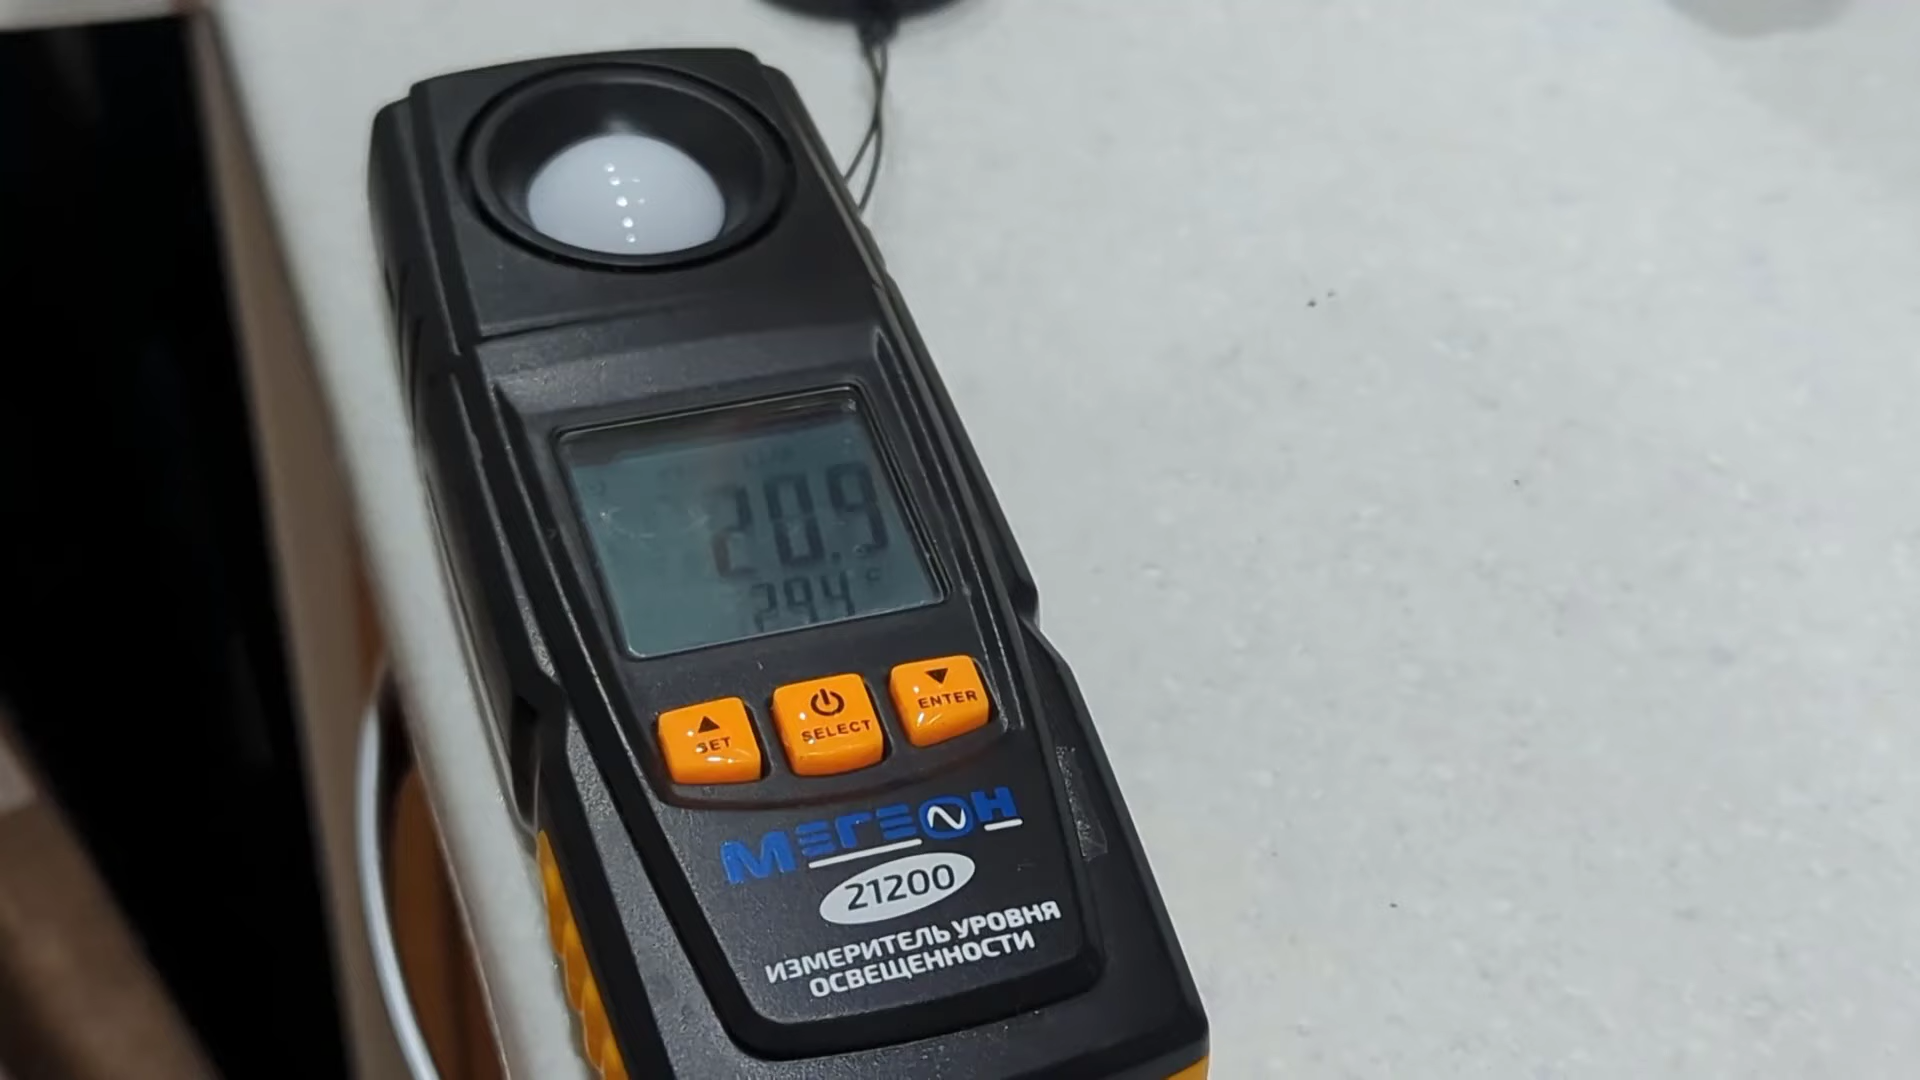 20.9
29.4
▲ ▼
SET SELECT ENTER
МЕГЕОН
21200
ИЗМЕРИТЕЛЬ УРОВНЯ
ОСВЕЩЕННОСТИ